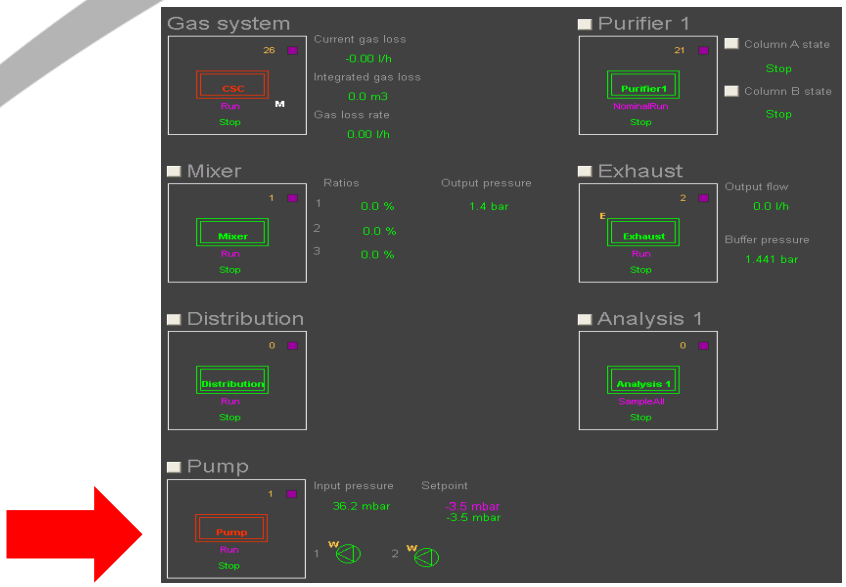 Gas system
26
CSC
Run
M
Stop
Current gas loss
-0.00 l/h
Integrated gas loss
0.0 m3
Gas loss rate
0.00 l/h
Purifier 1
21
Purifier1
NominalRun
Stop
Column A state
Stop
Column B state
Stop
Mixer
1
Mixer
Run
Stop
Ratios
1 0.0 %
2 0.0 %
3 0.0 %
Output pressure
1.4 bar
Exhaust
2
E
Exhaust
Run
Stop
Output flow
0.0 l/h
Buffer pressure
1.441 bar
Distribution
0
Distribution
Run
Stop
Analysis 1
0
Analysis 1
SampleAll
Stop
Pump
1
Pump
Run
Stop
Input pressure
36.2 mbar
Setpoint
-3.5 mbar
-3.5 mbar
1 W
2 W